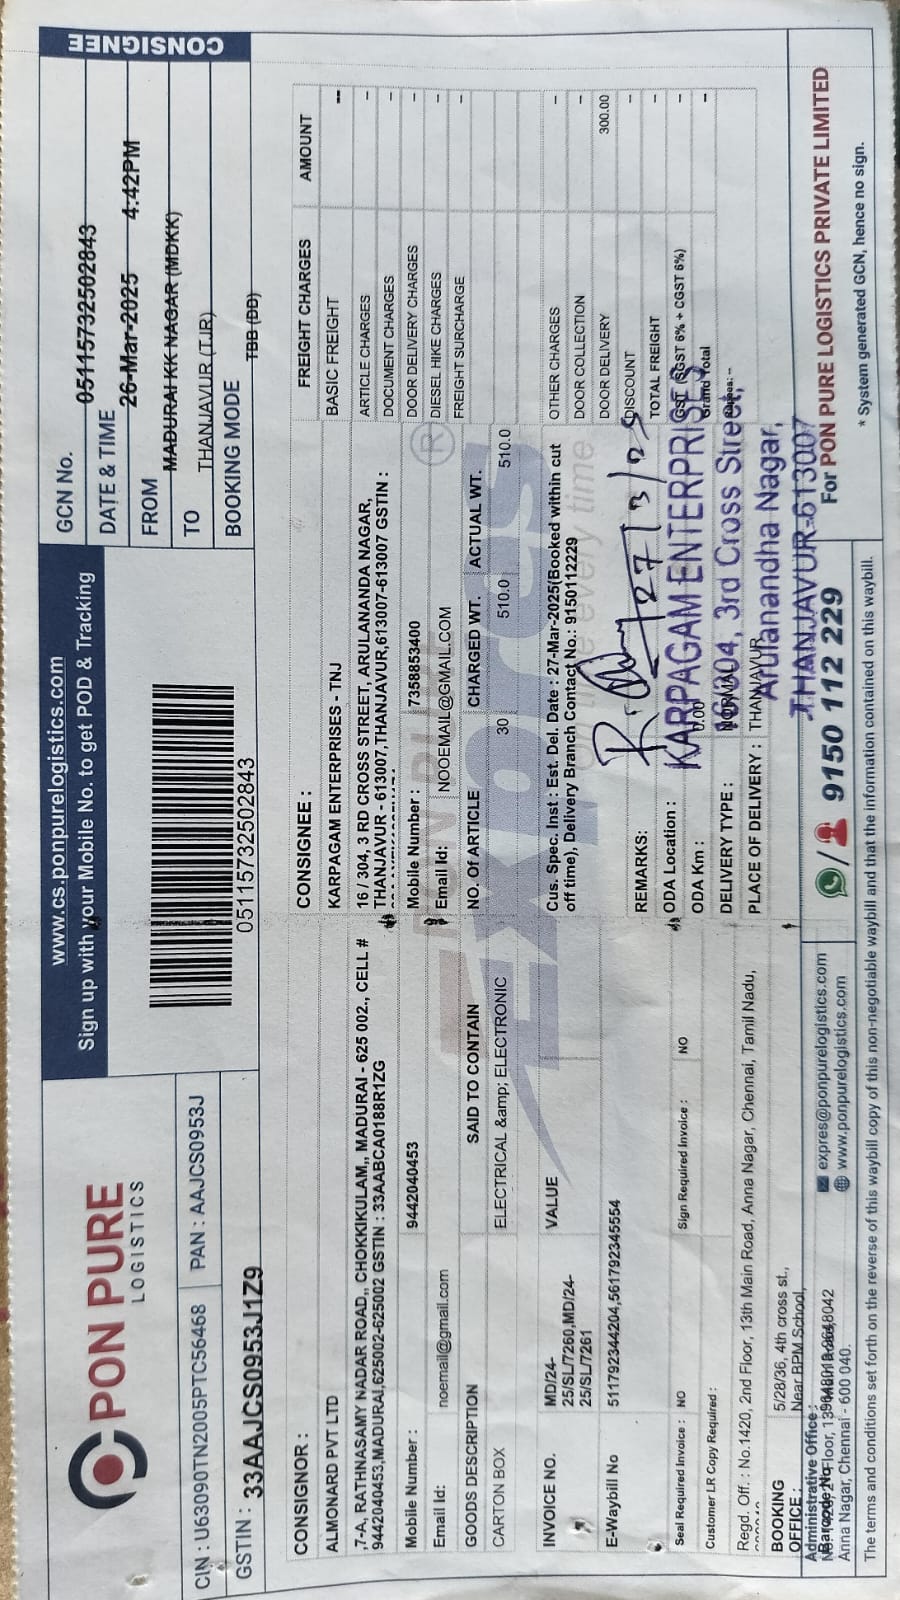 PON PURE
LOGISTICS
www.cs.ponpurelogistics.com
Sign up with your Mobile No. to get POD & Tracking
CONSIGNEE
GCN No.
05115732502843
DATE & TIME
26-Mar-2025 4:42PM
FROM
MADURAI KK NAGAR (MDKK)
TO
THANJAVUR (TJR)
BOOKING MODE
TBB (DD)
CIN : U63090TN2005PTC56468
PAN : AAJCS0953J
GSTIN : 33AAJCS0953J1Z9
05115732502843
CONSIGNOR :
ALMONARD PVT LTD
,7-A, RATHNASAMY NADAR ROAD,, CHOKKIKULAM,, MADURAI - 625 002., CELL #
9442040453,MADURAI,625002-625002 GSTIN : 33AABCA0188R1ZG
Mobile Number : 9442040453
Email Id: noemail@gmail.com
CONSIGNEE :
KARPAGAM ENTERPRISES - TNJ
16 / 304, 3 RD CROSS STREET, ARULANANDA NAGAR,
THANJAVUR - 613007,THANJAVUR,613007-613007 GSTIN :
Mobile Number : 7358853400
Email Id: NOOEMAIL@GMAIL.COM
GOODS DESCRIPTION SAID TO CONTAIN NO. Of ARTICLE CHARGED WT. ACTUAL WT.
CARTON BOX ELECTRICAL &amp; ELECTRONIC 30 510.0 510.0
INVOICE NO. MD/24-
25/SL/7260,MD/24-
25/SL/7261
VALUE
Cus. Spec. Inst : Est. Del. Date : 27-Mar-2025(Booked within cut
off time), Delivery Branch Contact No.: 9150112229
E-Waybill No 511792344204,561792345554
Seal Required Invoice : NO
Sign Required Invoice : NO
Customer LR Copy Required :
REMARKS:
ODA Location :
ODA Km : 0.00
DELIVERY TYPE : NORMAL
PLACE OF DELIVERY : THANJAVUR
FREIGHT CHARGES AMOUNT
BASIC FREIGHT --
ARTICLE CHARGES -
DOCUMENT CHARGES -
DOOR DELIVERY CHARGES -
DIESEL HIKE CHARGES -
FREIGHT SURCHARGE -
OTHER CHARGES -
DOOR COLLECTION -
DOOR DELIVERY 300.00
DISCOUNT -
TOTAL FREIGHT -
GST (SGST 6% + CGST 6%) -
Grand Total -
Rupees: --
27/3/25
KARPAGAM ENTERPRISES
16/304, 3rd Cross Street,
Arulanandha Nagar,
THANJAVUR-613007
PON PURE
Expres
on time every time
®
Regd. Off. : No.1420, 2nd Floor, 13th Main Road, Anna Nagar, Chennai, Tamil Nadu,
BOOKING
OFFICE :
5/28/36, 4th cross st.,
Near BPM School,
Administrative Office :
Anna Nagar, Chennai - 600 040.
expres@ponpurelogistics.com
www.ponpurelogistics.com
/ 9150 112 229
For PON PURE LOGISTICS PRIVATE LIMITED
* System generated GCN, hence no sign.
The terms and conditions set forth on the reverse of this waybill copy of this non-negotiable waybill and that the information contained on this waybill.